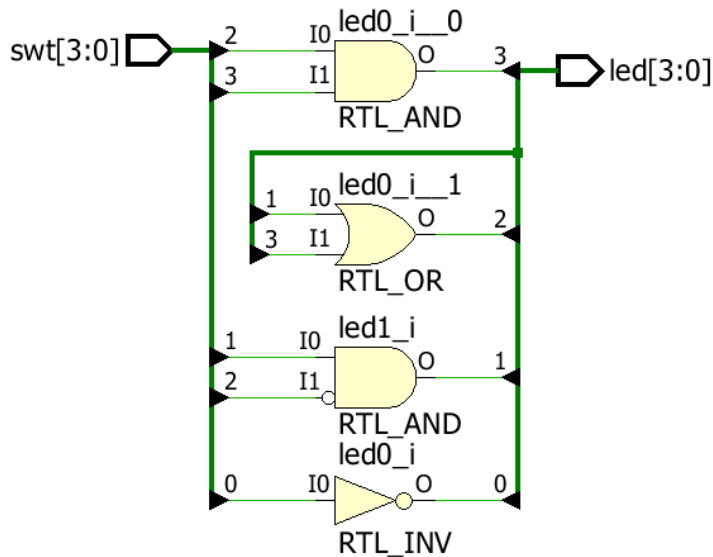 led0_i__0
swt[3:0]
2 I0 O 3
3 I1
led[3:0]
RTL_AND
led0_i__1
1 I0 O 2
3 I1
RTL_OR
led1_i
1 I0 O 1
2 I1
RTL_AND
led0_i
0 I0 O 0
RTL_INV